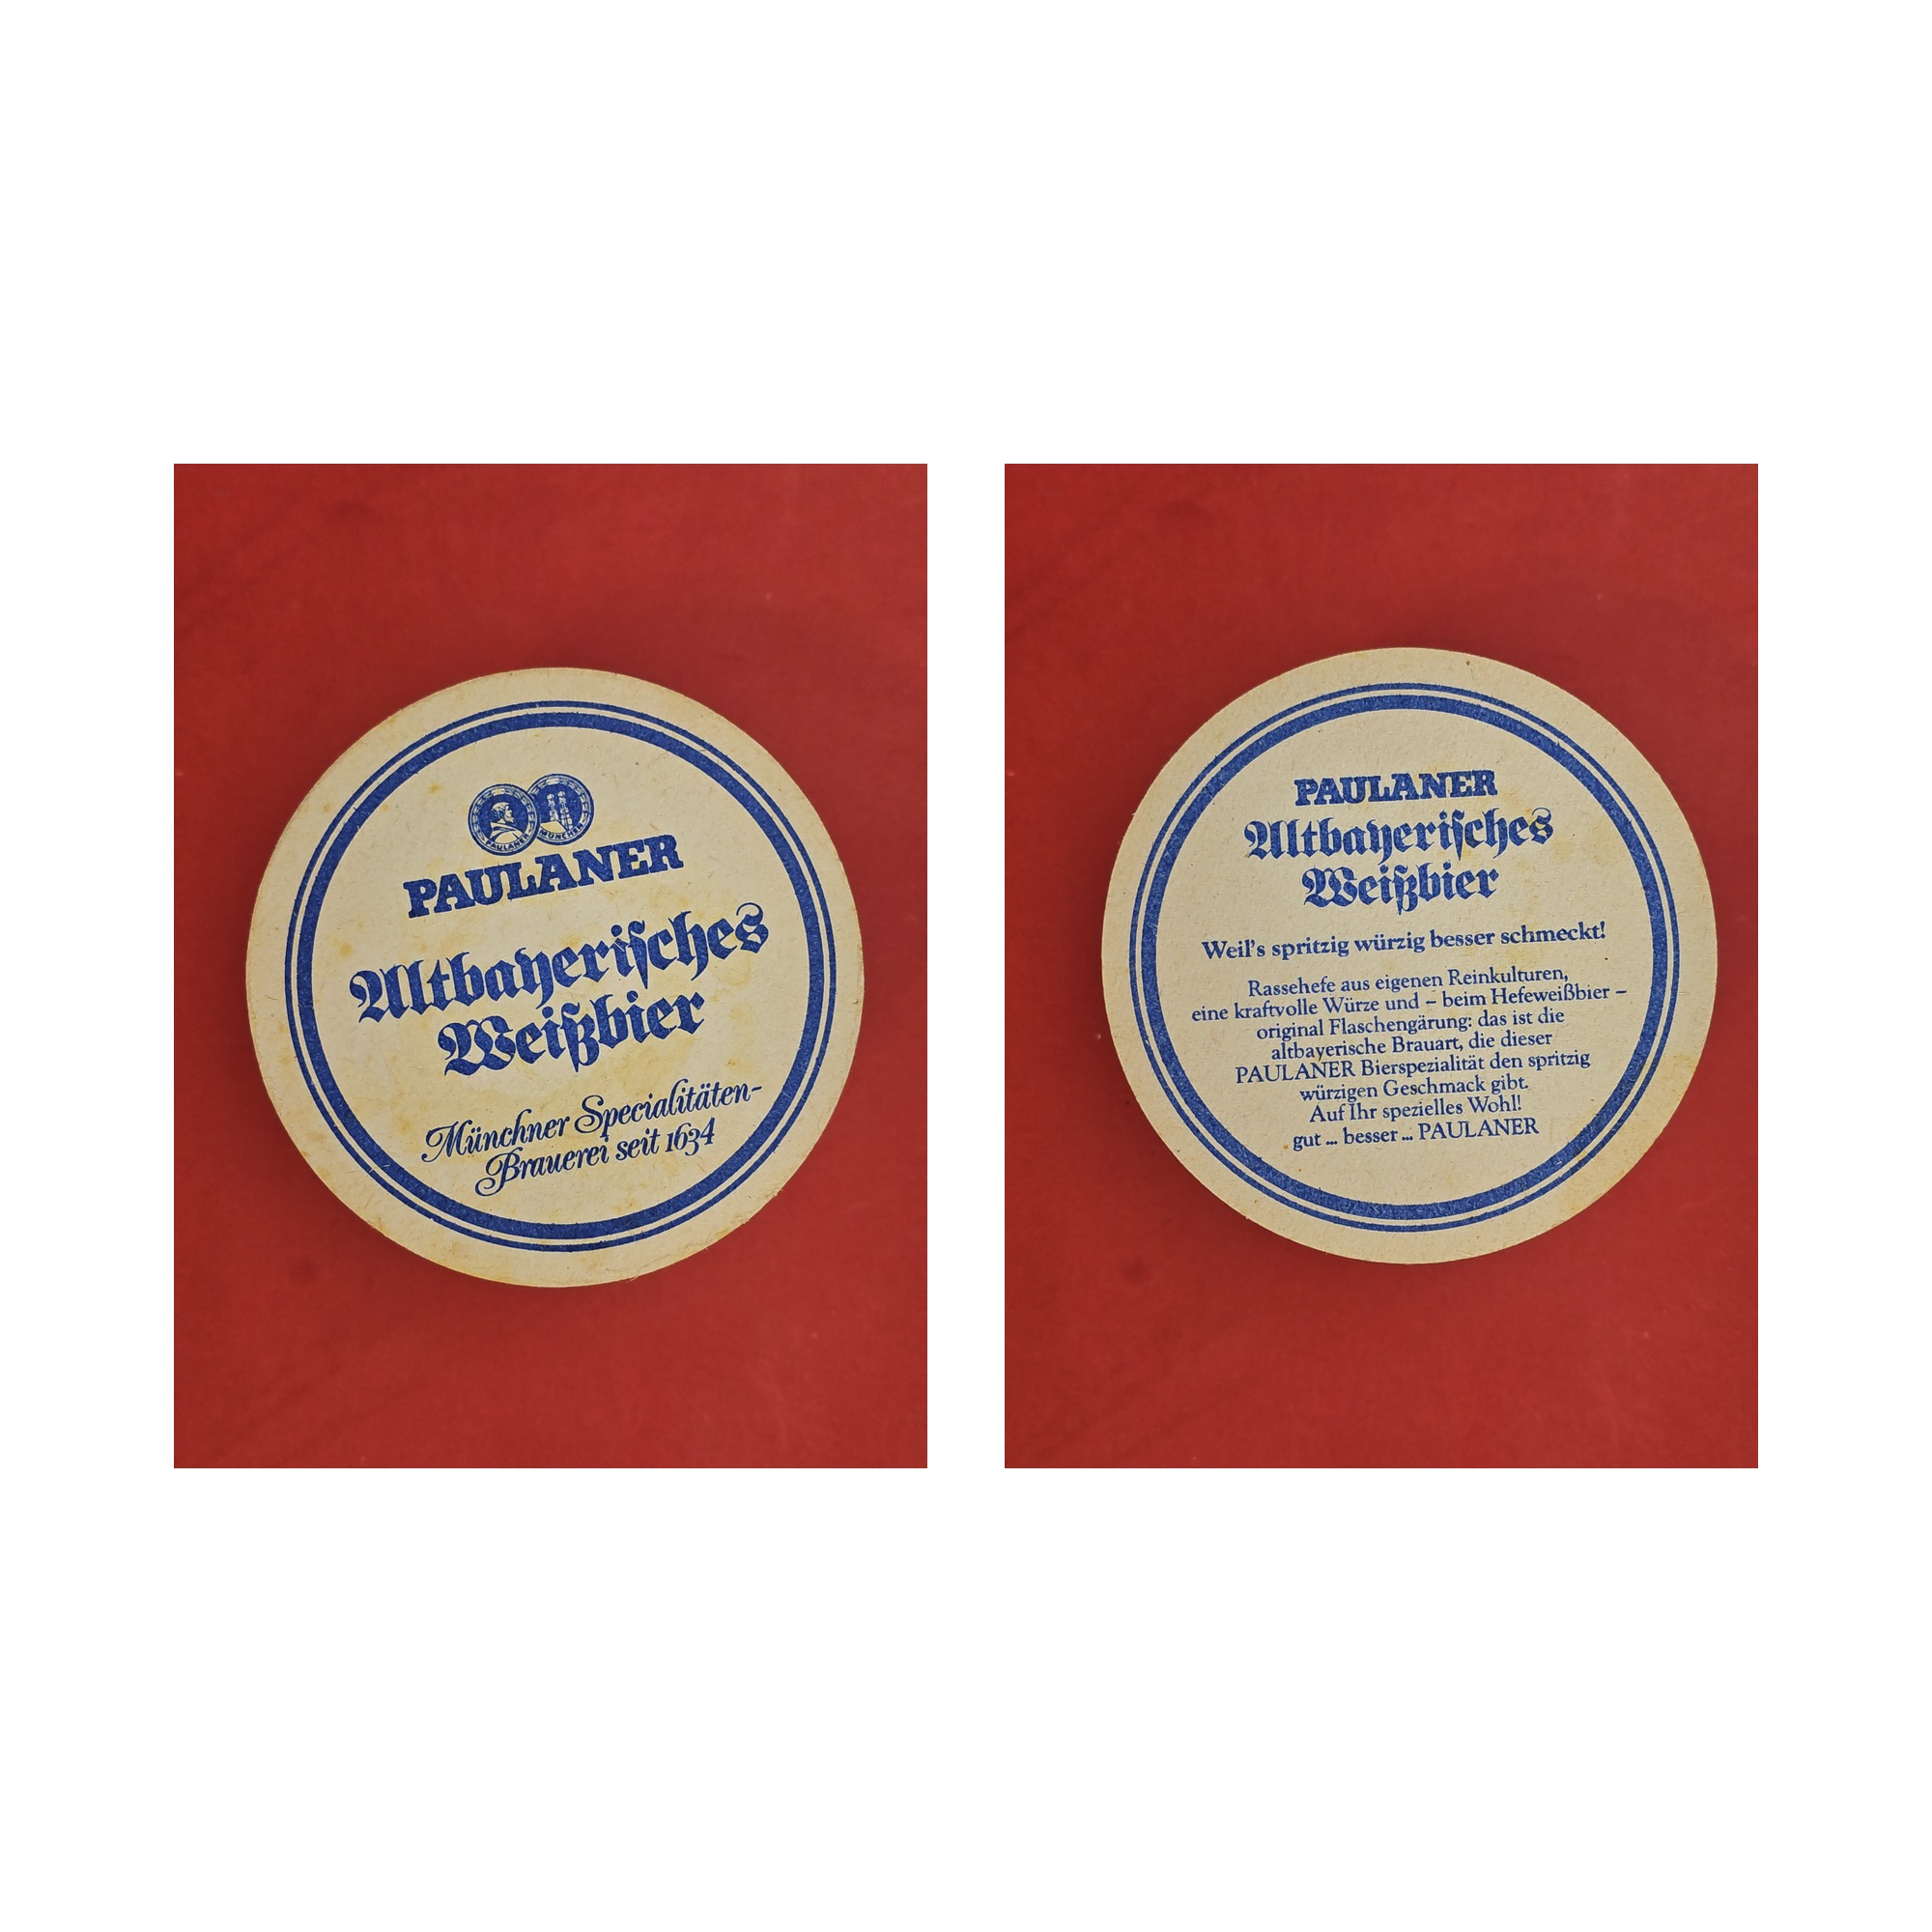 PAULANER
MÜNCHEN
PAULANER
Altbayerisches
Weißbier
Münchner Specialitäten-
Brauerei seit 1634
PAULANER
Altbayerisches
Weißbier
Weil's spritzig würzig besser schmeckt!
Rassehefe aus eigenen Reinkulturen,
eine kraftvolle Würze und – beim Hefeweißbier –
original Flaschengärung: das ist die
altbayerische Brauart, die dieser
PAULANER Bierspezialität den spritzig
würzigen Geschmack gibt.
Auf Ihr spezielles Wohl!
gut ... besser ... PAULANER